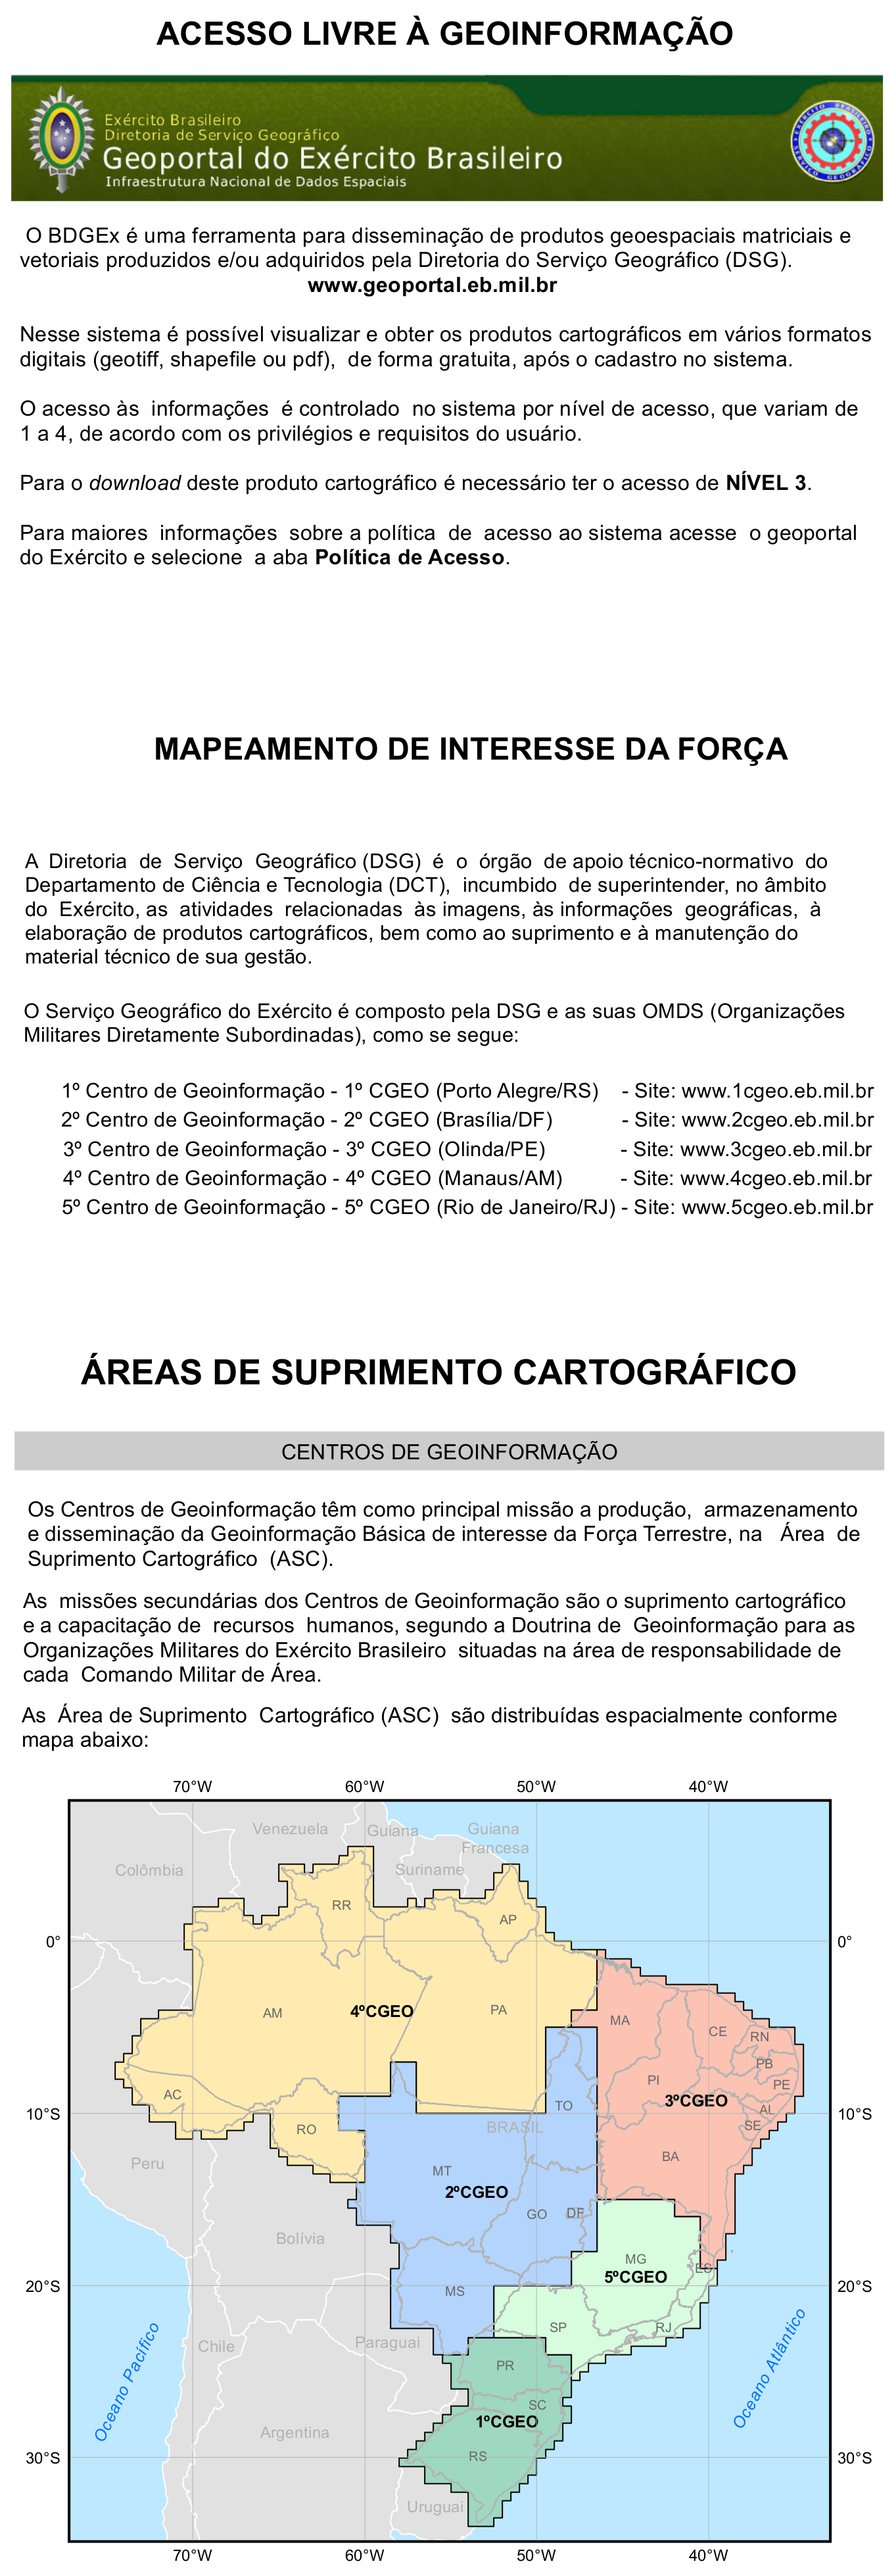 ACESSO LIVRE À GEOINFORMAÇÃO
Exército Brasileiro
Diretoria de Serviço Geográfico
Geoportal do Exército Brasileiro
Infraestrutura Nacional de Dados Espaciais
O BDGEx é uma ferramenta para disseminação de produtos geoespaciais matriciais e
vetoriais produzidos e/ou adquiridos pela Diretoria do Serviço Geográfico (DSG).
www.geoportal.eb.mil.br
Nesse sistema é possível visualizar e obter os produtos cartográficos em vários formatos
digitais (geotiff, shapefile ou pdf), de forma gratuita, após o cadastro no sistema.
O acesso às informações é controlado no sistema por nível de acesso, que variam de
1 a 4, de acordo com os privilégios e requisitos do usuário.
Para o download deste produto cartográfico é necessário ter o acesso de NÍVEL 3.
Para maiores informações sobre a política de acesso ao sistema acesse o geoportal
do Exército e selecione a aba Política de Acesso.
MAPEAMENTO DE INTERESSE DA FORÇA
A Diretoria de Serviço Geográfico (DSG) é o órgão de apoio técnico-normativo do
Departamento de Ciência e Tecnologia (DCT), incumbido de superintender, no âmbito
do Exército, as atividades relacionadas às imagens, às informações geográficas, à
elaboração de produtos cartográficos, bem como ao suprimento e à manutenção do
material técnico de sua gestão.
O Serviço Geográfico do Exército é composto pela DSG e as suas OMDS (Organizações
Militares Diretamente Subordinadas), como se segue:
1º Centro de Geoinformação - 1º CGEO (Porto Alegre/RS) - Site: www.1cgeo.eb.mil.br
2º Centro de Geoinformação - 2º CGEO (Brasília/DF) - Site: www.2cgeo.eb.mil.br
3º Centro de Geoinformação - 3º CGEO (Olinda/PE) - Site: www.3cgeo.eb.mil.br
4º Centro de Geoinformação - 4º CGEO (Manaus/AM) - Site: www.4cgeo.eb.mil.br
5º Centro de Geoinformação - 5º CGEO (Rio de Janeiro/RJ) - Site: www.5cgeo.eb.mil.br
ÁREAS DE SUPRIMENTO CARTOGRÁFICO
CENTROS DE GEOINFORMAÇÃO
Os Centros de Geoinformação têm como principal missão a produção, armazenamento
e disseminação da Geoinformação Básica de interesse da Força Terrestre, na Área de
Suprimento Cartográfico (ASC).
As missões secundárias dos Centros de Geoinformação são o suprimento cartográfico
e a capacitação de recursos humanos, segundo a Doutrina de Geoinformação para as
Organizações Militares do Exército Brasileiro situadas na área de responsabilidade de
cada Comando Militar de Área.
As Área de Suprimento Cartográfico (ASC) são distribuídas espacialmente conforme
mapa abaixo:
70°W 60°W 50°W 40°W
Venezuela
Guiana
Guiana
Francesa
Colômbia
Suriname
RR
AP
0° 0°
AM
4ºCGEO
PA
MA
CE
RN
PB
PI
PE
AC
3ºCGEO
TO
AL
10°S 10°S
SE
RO
BRASIL
Peru
BA
MT
2ºCGEO
GO
DF
Bolívia
MG
ES
5ºCGEO
20°S 20°S
MS
SP
RJ
Paraguai
Chile
Oceano Pacífico
Oceano Atlântico
PR
SC
1ºCGEO
Argentina
RS
30°S 30°S
Uruguai
70°W 60°W 50°W 40°W